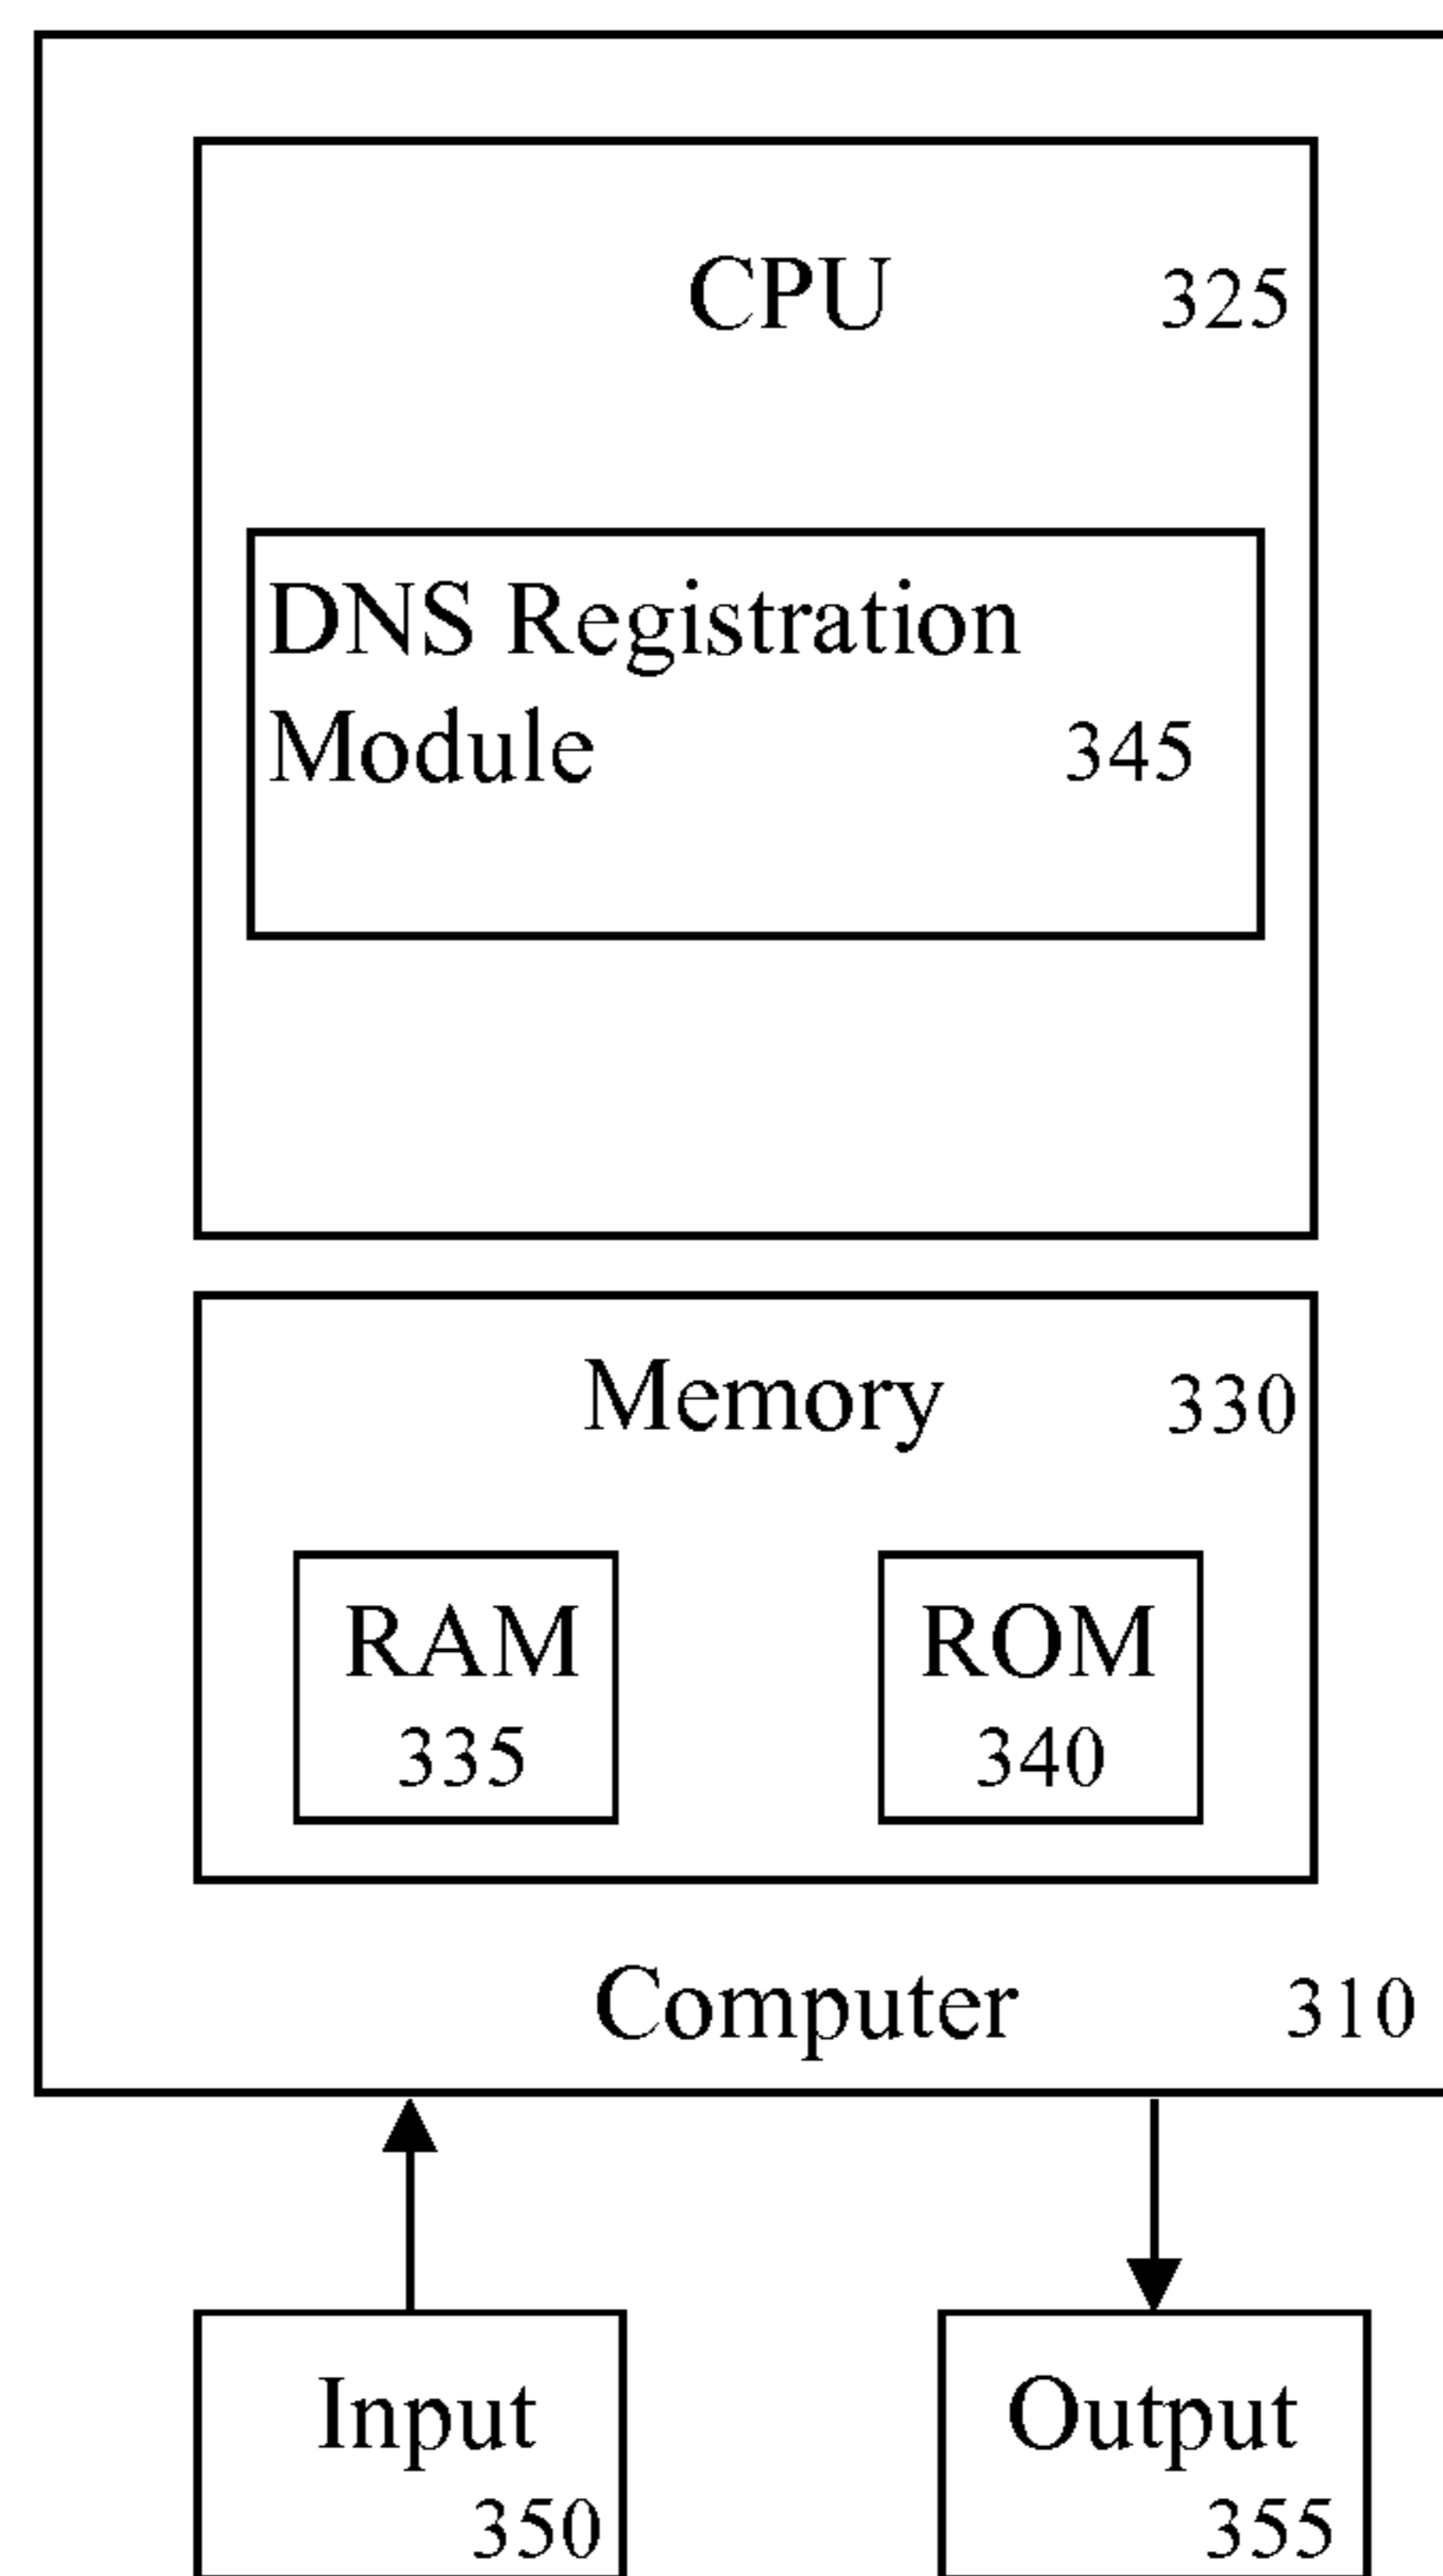 CPU 325
DNS Registration
Module 345
Memory 330
RAM ROM
335 340
Computer 310
Input Output
350 355